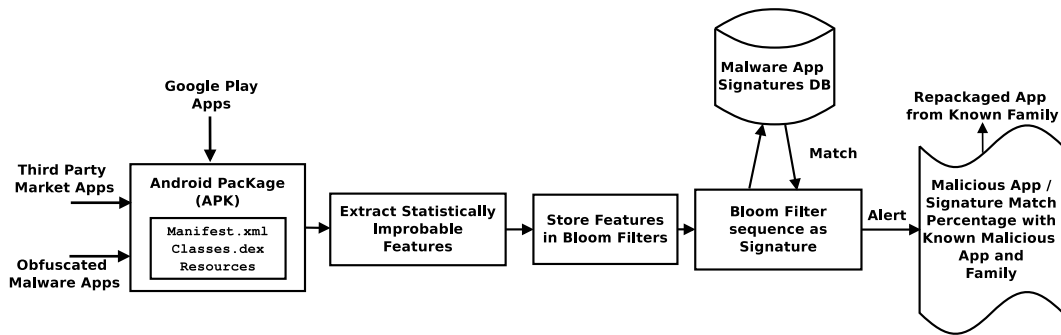 Google Play
Apps
Third Party
Market Apps
Obfuscated
Malware Apps
Android PacKage
(APK)
Manifest.xml
Classes.dex
Resources
Extract Statistically
Improbable
Features
Store Features
in Bloom Filters
Malware App
Signatures DB
Match
Bloom Filter
sequence as
Signature
Alert
Repackaged App
from Known Family
Malicious App /
Signature Match
Percentage with
Known Malicious
App and
Family